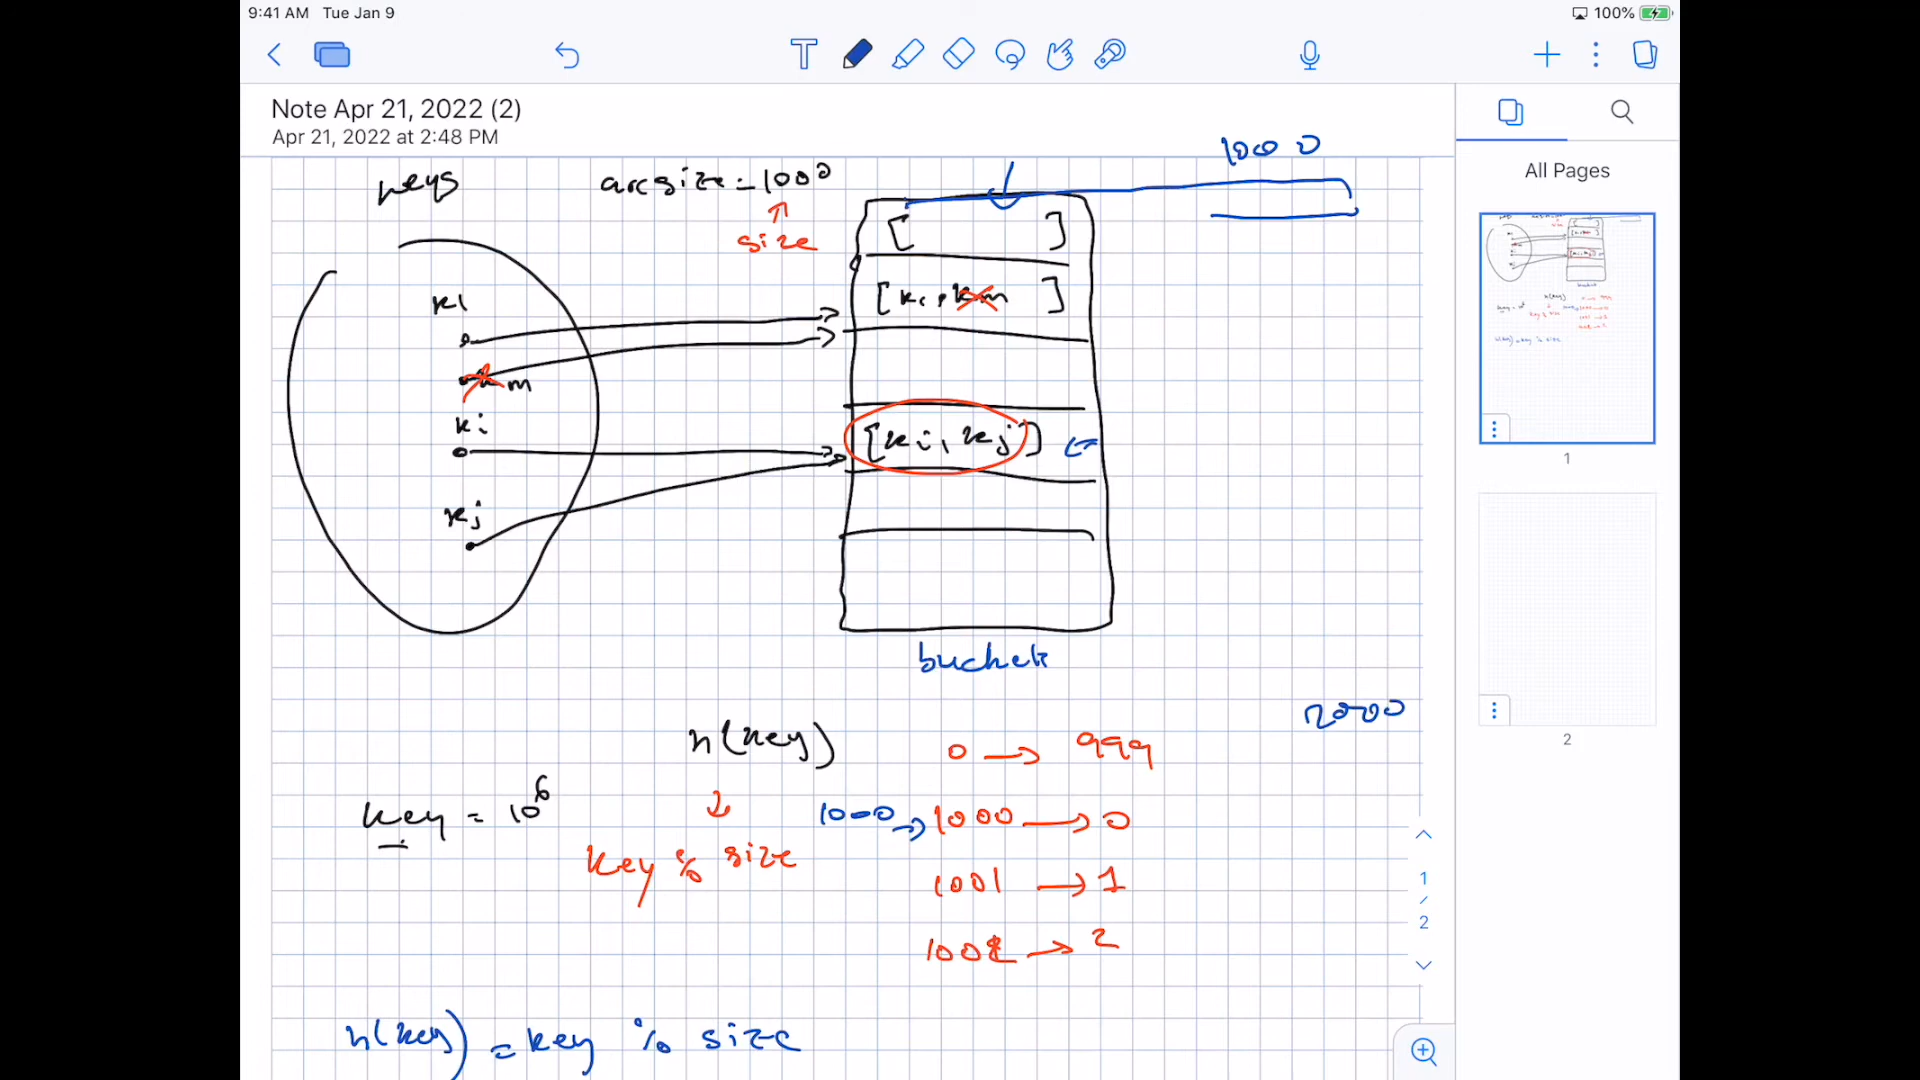 9:41 AM Tue Jan 9
100%
Note Apr 21, 2022 (2)
Apr 21, 2022 at 2:48 PM
All Pages
1
2
keys
size = 1000
size
1000
[ ]
[k1, km ]
k1
m
ki
[ki, kj]
kj
bucket
2000
h(key)
0 → 999
key = 10^6
1000 → 1000 → 0
key % size
1001 → 1
1002 → 2
1
2
h(key) = key % size